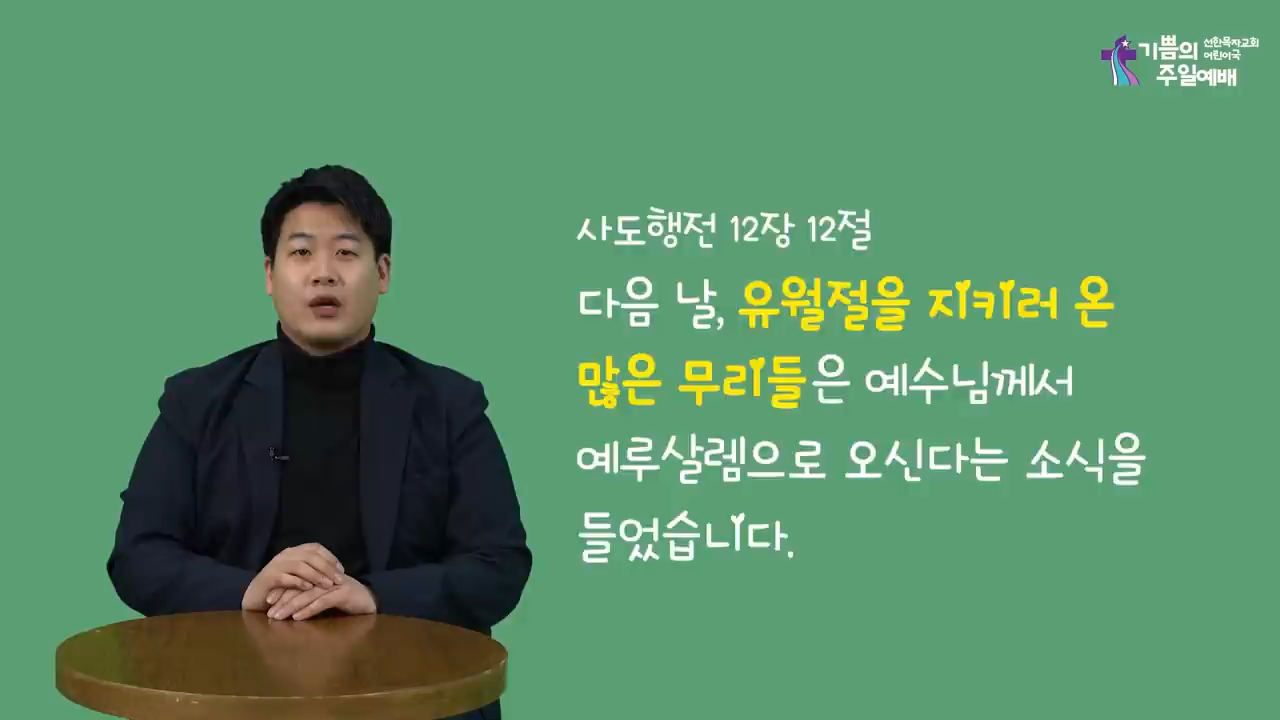 기쁨의 선한목자교회
어린이국
주일예배
사도행전 12장 12절
다음 날, 유월절을 지키러 온
많은 무리들은 예수님께서
예루살렘으로 오신다는 소식을
들었습니다.